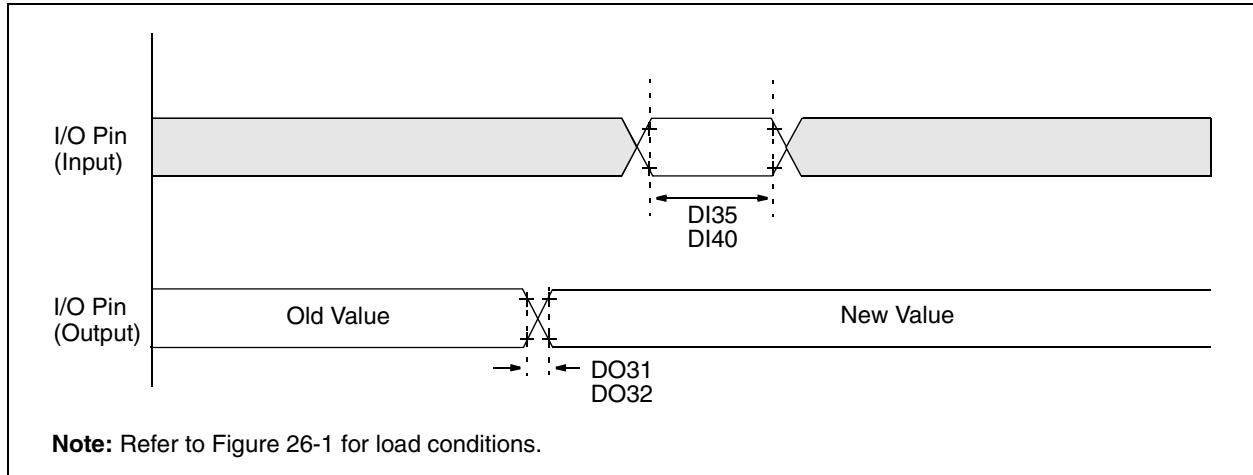 I/O Pin
(Input)
DI35
DI40
I/O Pin
(Output)
Old Value
New Value
DO31
DO32
Note: Refer to Figure 26-1 for load conditions.